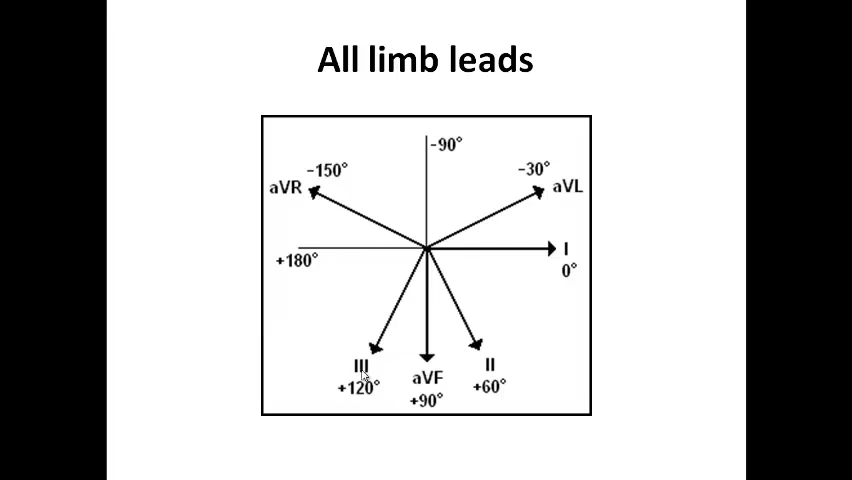 All limb leads
-90°
-150°
-30°
aVR
aVL
I
+180°
0°
III
II
aVF
+120°
+60°
+90°